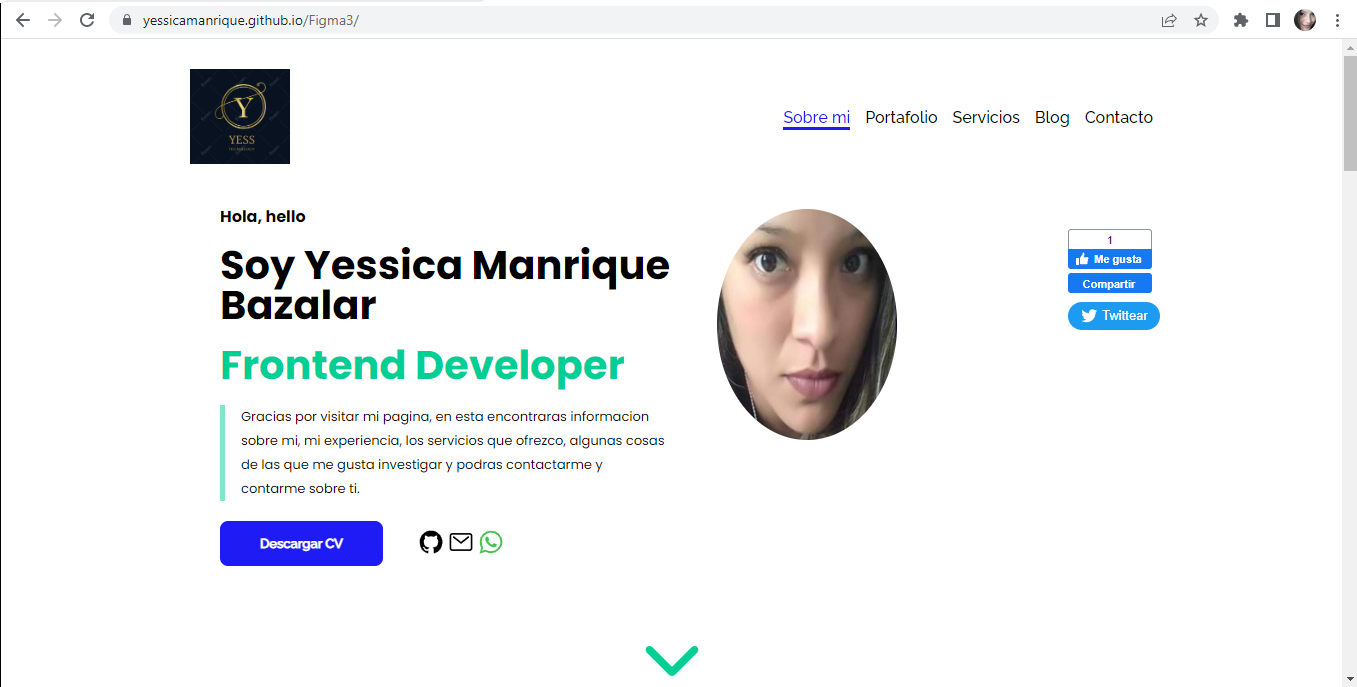 yessicamanrique.github.io/Figma3/
Y
YESS
Sobre mi Portafolio Servicios Blog Contacto
Hola, hello
Soy Yessica Manrique
Bazalar
Frontend Developer
Gracias por visitar mi pagina, en esta encontraras informacion
sobre mi, mi experiencia, los servicios que ofrezco, algunas cosas
de las que me gusta investigar y podras contactarme y
contarme sobre ti.
Descargar CV
1
Me gusta
Compartir
Twittear